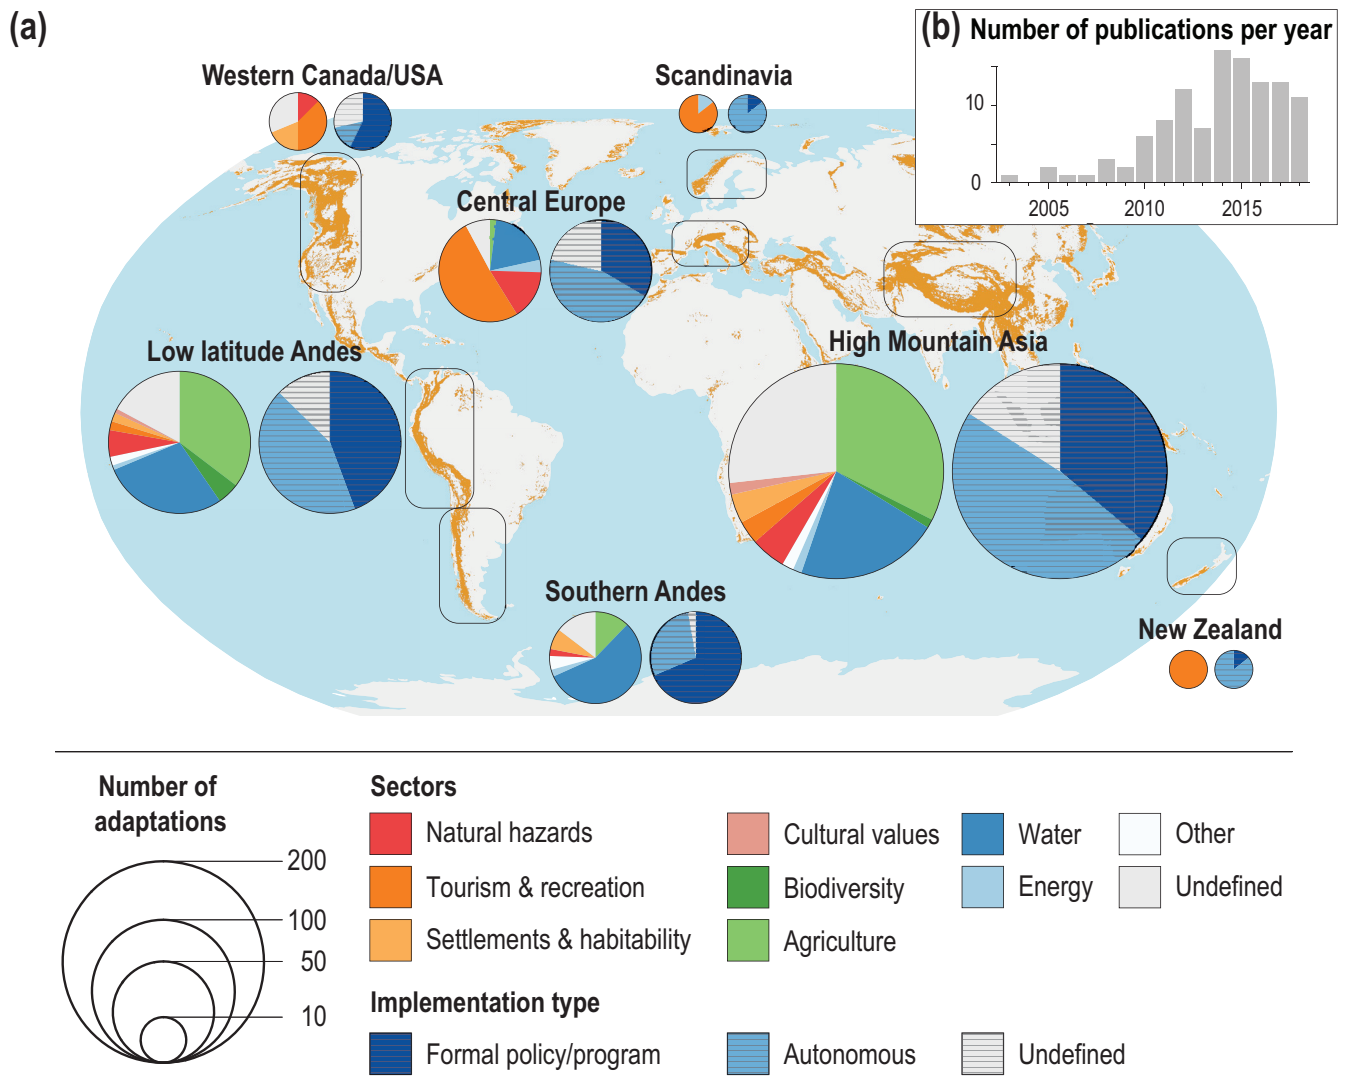 (a)
(b) Number of publications per year
10
0
2005 2010 2015
Western Canada/USA
Scandinavia
Central Europe
Low latitude Andes
High Mountain Asia
Southern Andes
New Zealand
Number of
adaptations
200
100
50
10
Sectors
Natural hazards
Tourism & recreation
Settlements & habitability
Cultural values
Biodiversity
Agriculture
Water
Energy
Other
Undefined
Implementation type
Formal policy/program
Autonomous
Undefined